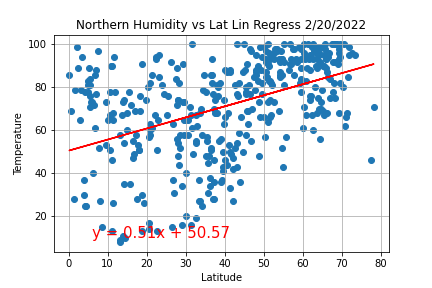 Northern Humidity vs Lat Lin Regress 2/20/2022
100
80
60
40
20
Temperature
y = 0.51x + 50.57
0 10 20 30 40 50 60 70 80
Latitude